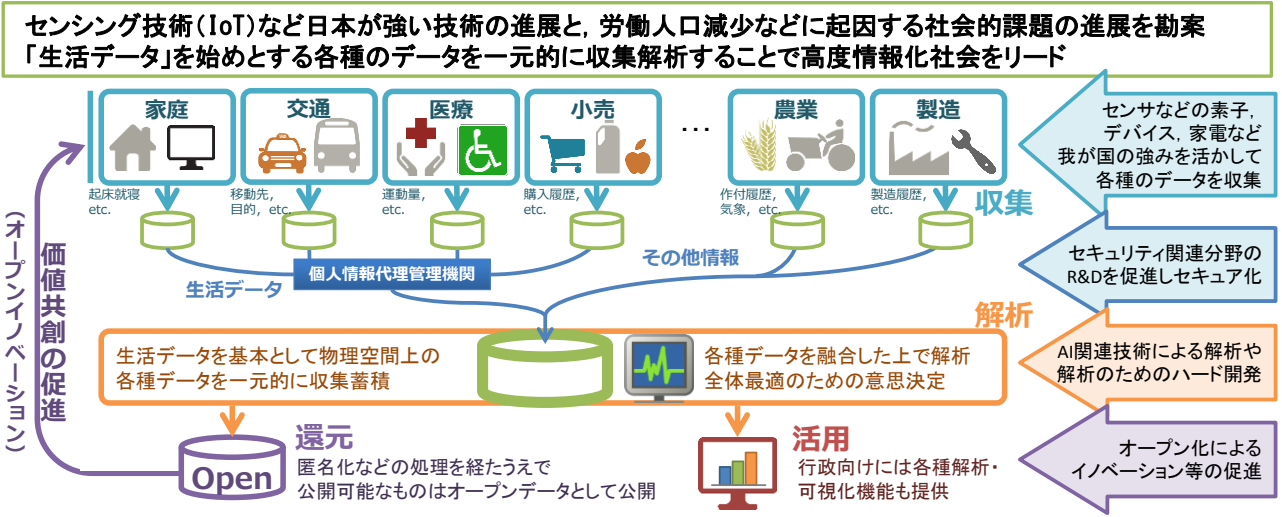 センシング技術（IoT）など日本が強い技術の進展と，労働人口減少などに起因する社会的課題の進展を勘案
「生活データ」を始めとする各種のデータを一元的に収集解析することで高度情報化社会をリード
家庭
交通
医療
小売
…
農業
製造
起床就寝
etc.
移動先，
目的，etc.
運動量，
etc.
購入履歴，
etc.
作付履歴，
気象，etc.
製造履歴，
etc.
収集
センサなどの素子，
デバイス，家電など
我が国の強みを活かして
各種のデータを収集
個人情報代理管理機関
生活データ
その他情報
セキュリティ関連分野の
R&Dを促進しセキュア化
解析
生活データを基本として物理空間上の
各種データを一元的に収集蓄積
各種データを融合した上で解析
全体最適のための意思決定
AI関連技術による解析や
解析のためのハード開発
価値共創の促進
（オープンイノベーション）
Open
還元
匿名化などの処理を経たうえで
公開可能なものはオープンデータとして公開
活用
行政向けには各種解析・
可視化機能も提供
オープン化による
イノベーション等の促進